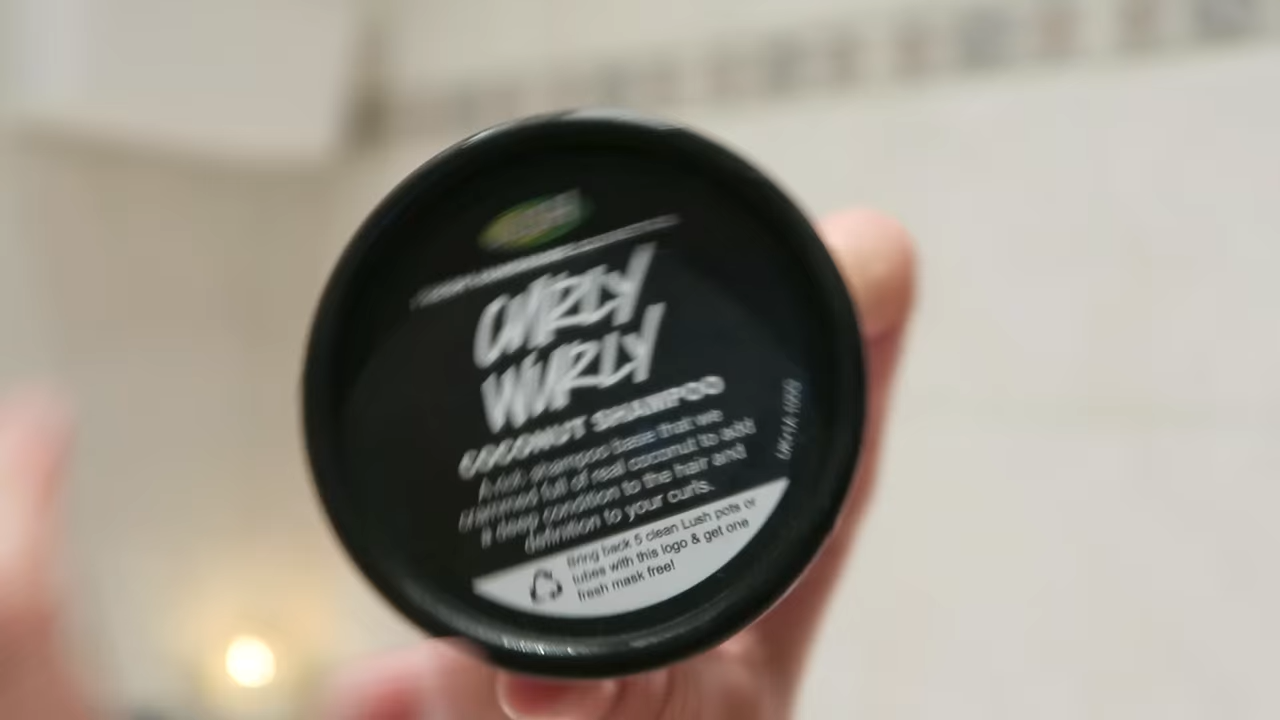 CURLY
WURLY
COCONUT SHAMPOO
A rich shampoo base that we
crammed full of real coconut to add
a deep condition to the hair and
definition to your curls.
Bring back 5 clean Lush pots or
tubes with this logo & get one
fresh mask free!